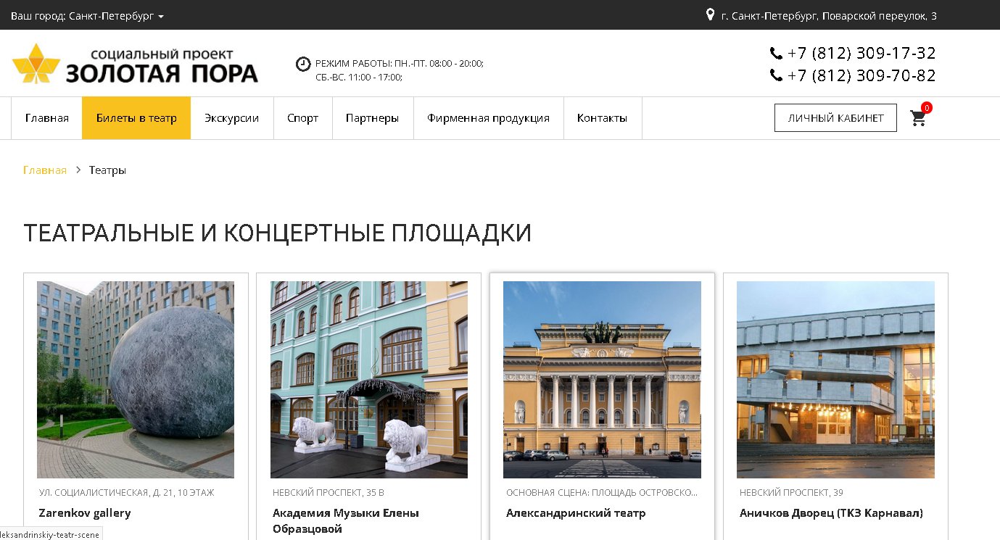 Ваш город: Санкт-Петербург
г. Санкт-Петербург, Поварской переулок, 3
социальный проект
ЗОЛОТАЯ ПОРА
РЕЖИМ РАБОТЫ: ПН.-ПТ. 08:00 - 20:00;
СБ.-ВС. 11:00 - 17:00;
+7 (812) 309-17-32
+7 (812) 309-70-82
Главная
Билеты в театр
Экскурсии
Спорт
Партнеры
Фирменная продукция
Контакты
ЛИЧНЫЙ КАБИНЕТ
0
Главная > Театры
ТЕАТРАЛЬНЫЕ И КОНЦЕРТНЫЕ ПЛОЩАДКИ
УЛ. СОЦИАЛИСТИЧЕСКАЯ, Д. 21, 10 ЭТАЖ
Zarenkov gallery
НЕВСКИЙ ПРОСПЕКТ, 35 В
Академия Музыки Елены
Образцовой
ОСНОВНАЯ СЦЕНА: ПЛОЩАДЬ ОСТРОВСКО...
Александринский театр
НЕВСКИЙ ПРОСПЕКТ, 39
Аничков Дворец (ТКЗ Карнавал)
leksandrinskiy-teatr-scene